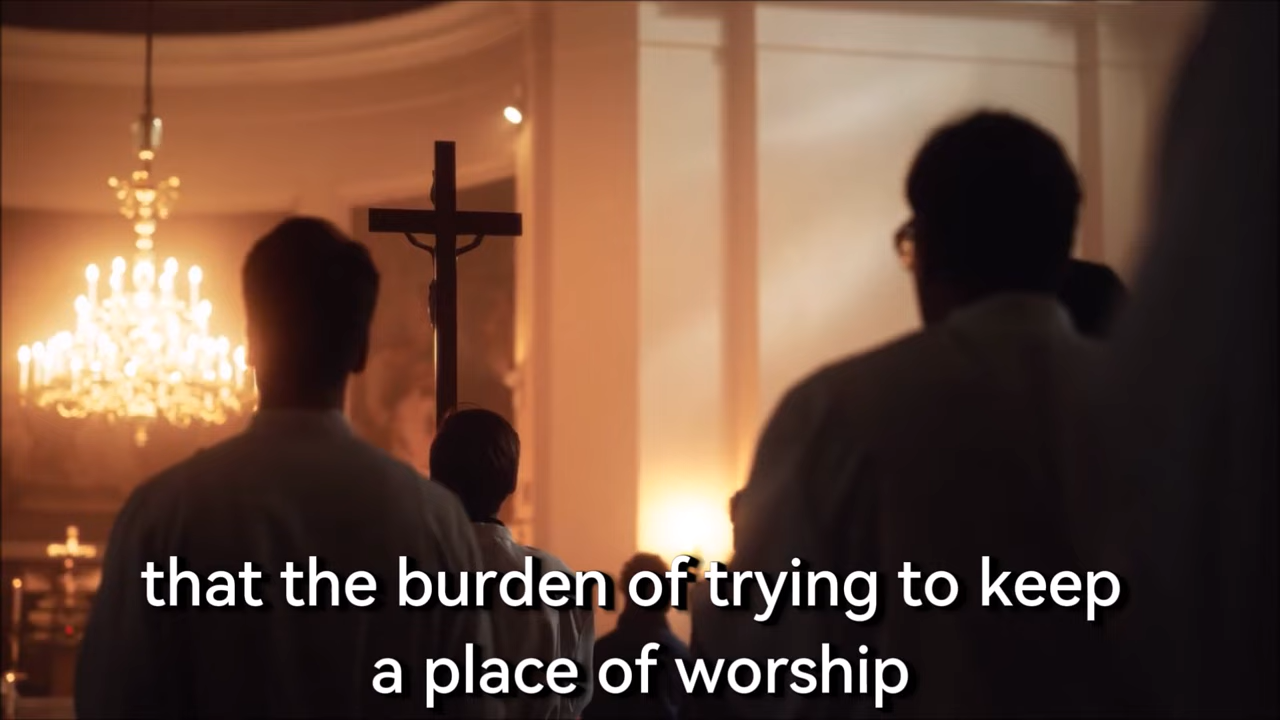 that the burden of trying to keep
a place of worship